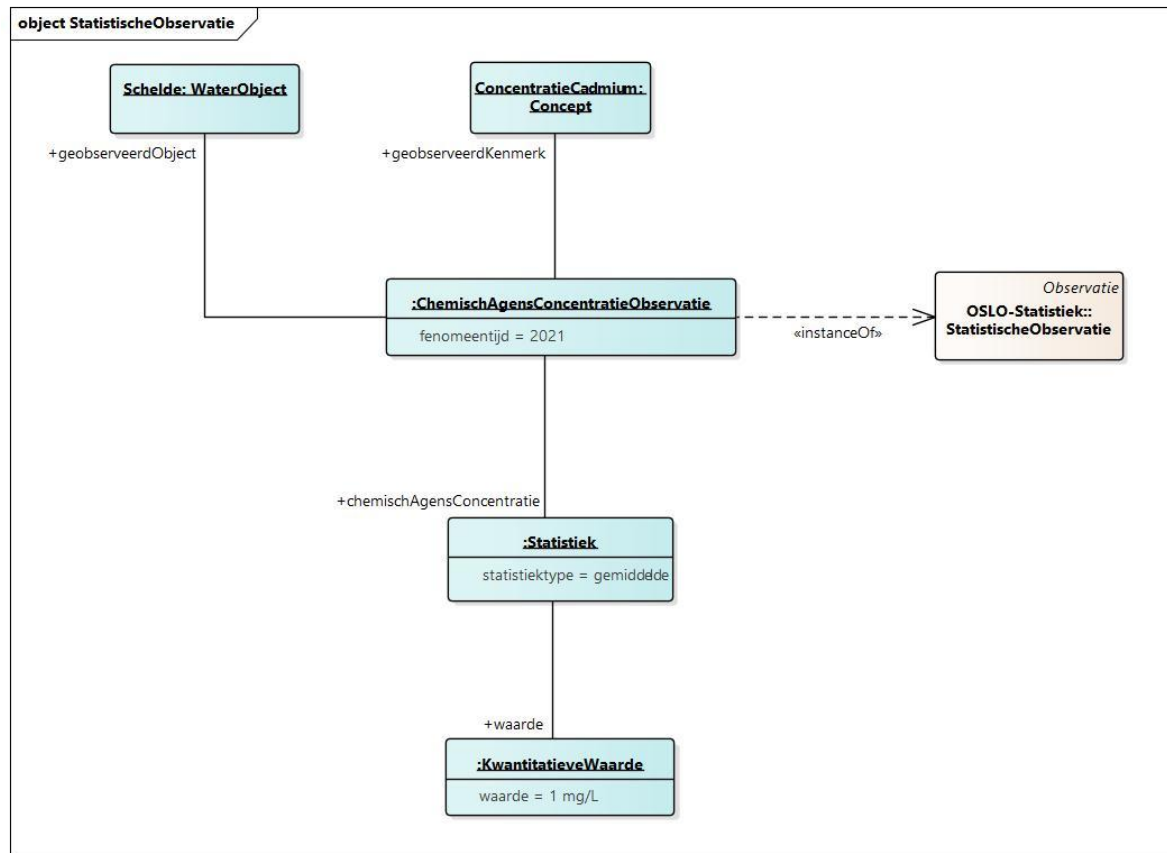 object StatistischeObservatie
Schelde: WaterObject
ConcentratieCadmium:
Concept
+geobserveerdObject
+geobserveerdKenmerk
:ChemischAgensConcentratieObservatie
fenomeentijd = 2021
«instanceOf»
Observatie
OSLO-Statistiek::
StatistischeObservatie
+chemischAgensConcentratie
:Statistiek
statistiektype = gemiddelde
+waarde
:KwantitatieveWaarde
waarde = 1 mg/L